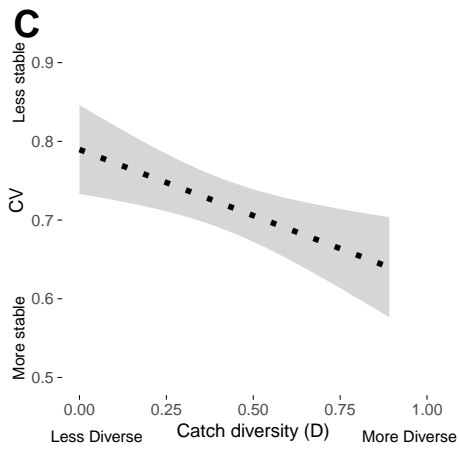 C
Less stable
0.9
0.8
CV
0.7
0.6
More stable
0.5
0.00 0.25 0.50 0.75 1.00
Less Diverse Catch diversity (D) More Diverse